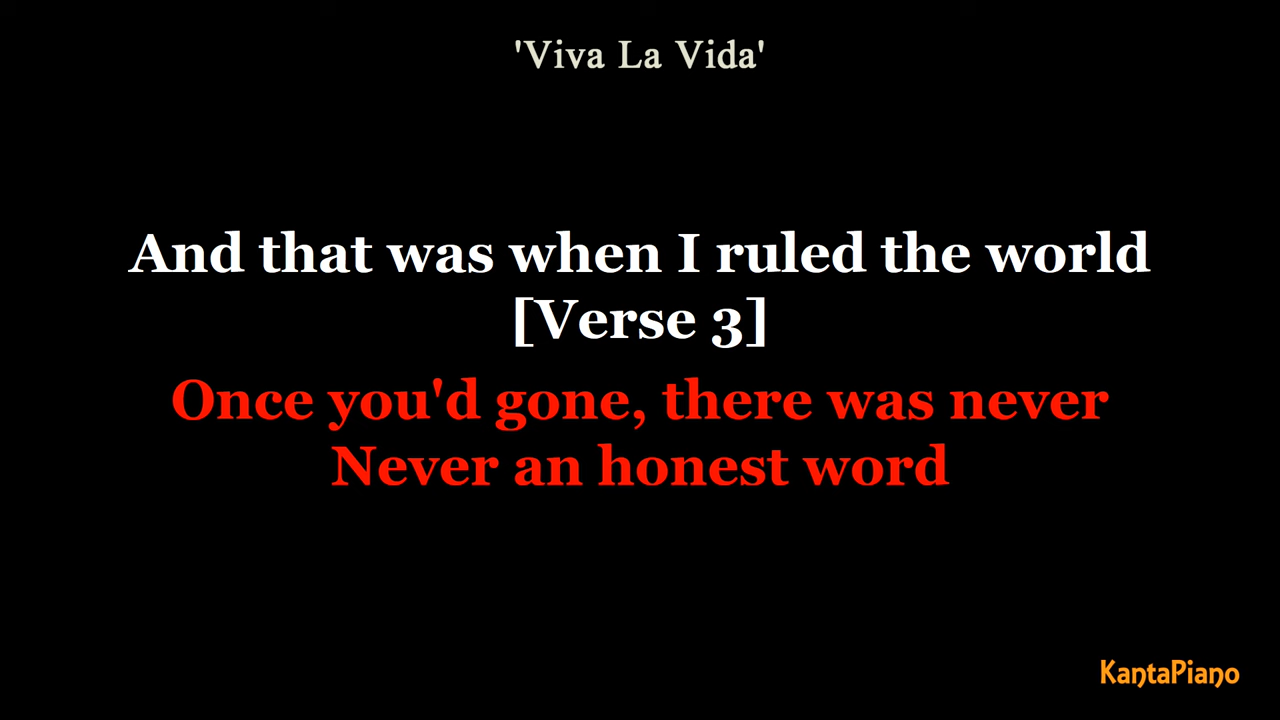 'Viva La Vida'
And that was when I ruled the world
[Verse 3]
Once you'd gone, there was never
Never an honest word
KantaPiano